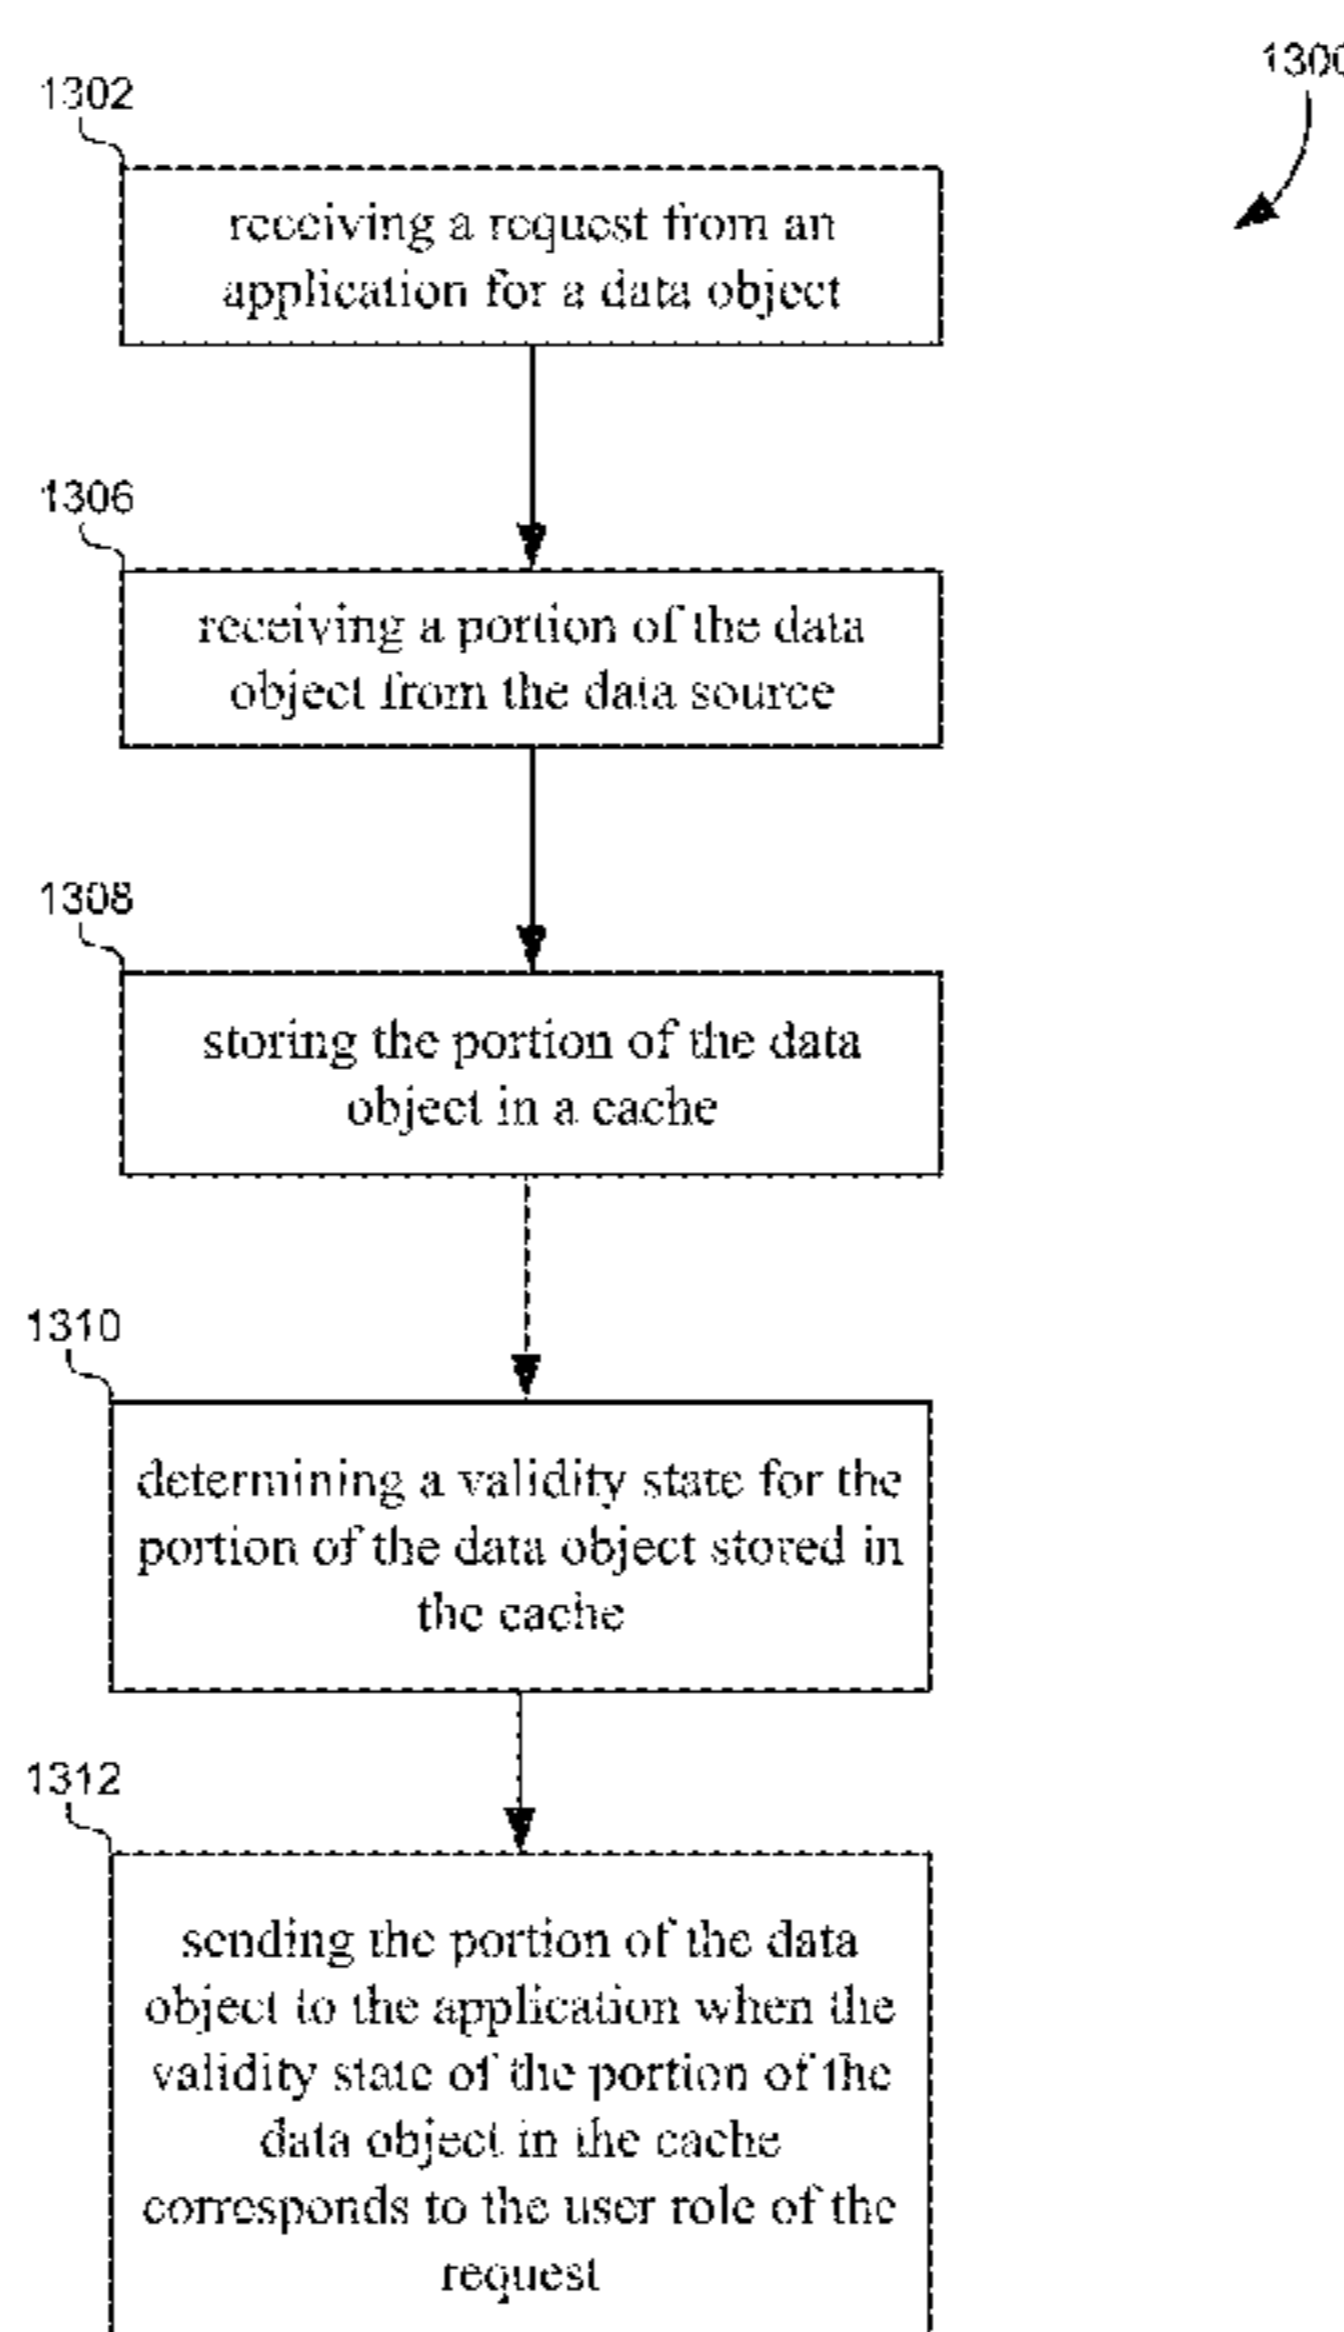 1300
1302
receiving a request from an
application for a data object
1306
receiving a portion of the data
object from the data source
1308
storing the portion of the data
object in a cache
1310
determining a validity state for the
portion of the data object stored in
the cache
1312
sending the portion of the data
object to the application when the
validity state of the portion of the
data object in the cache
corresponds to the user role of the
request